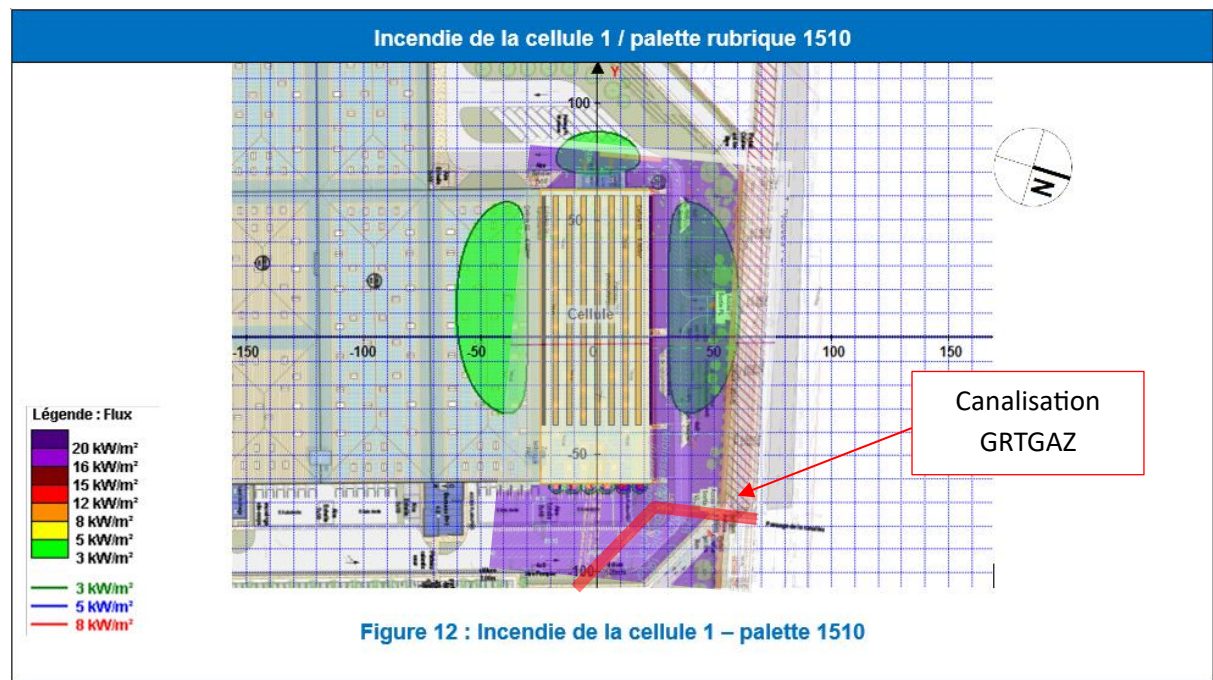 Incendie de la cellule 1 / palette rubrique 1510
Y
100
50
Cellule
-150
-100
-50
0
50
100
150
-50
-100
N
Canalisation
GRTGAZ
Légende : Flux
20 kW/m²
16 kW/m²
15 kW/m²
12 kW/m²
8 kW/m²
5 kW/m²
3 kW/m²
3 kW/m²
5 kW/m²
8 kW/m²
Figure 12 : Incendie de la cellule 1 – palette 1510